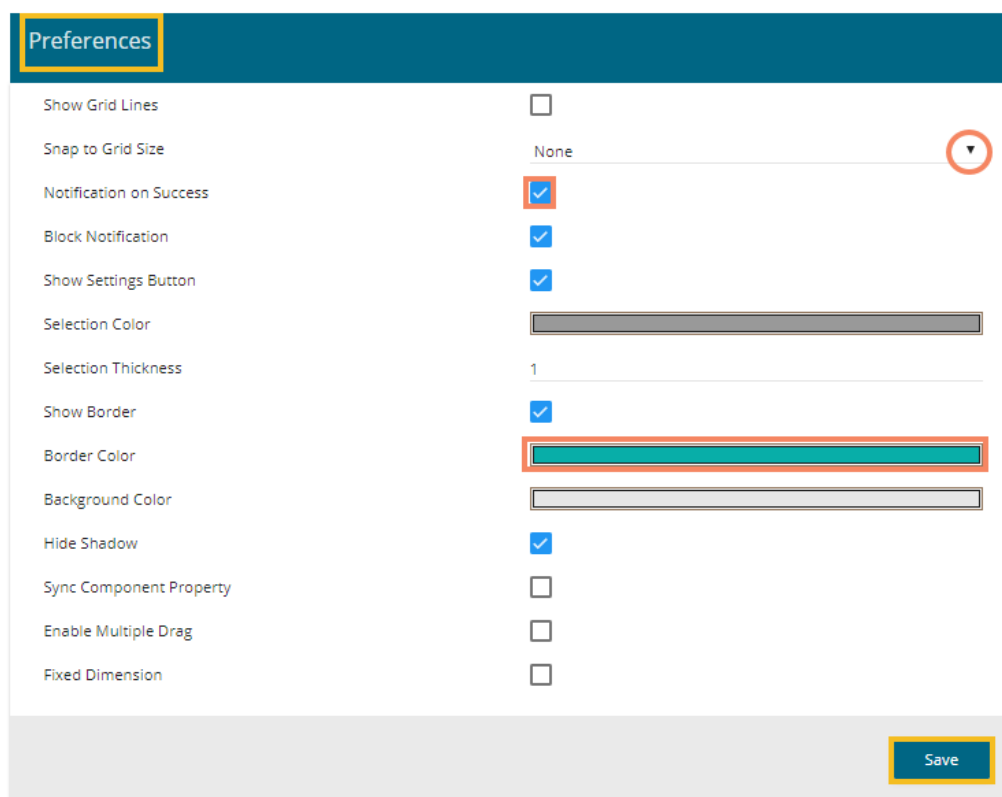 Preferences
Show Grid Lines
Snap to Grid Size None
Notification on Success
Block Notification
Show Settings Button
Selection Color
Selection Thickness 1
Show Border
Border Color
Background Color
Hide Shadow
Sync Component Property
Enable Multiple Drag
Fixed Dimension
Save